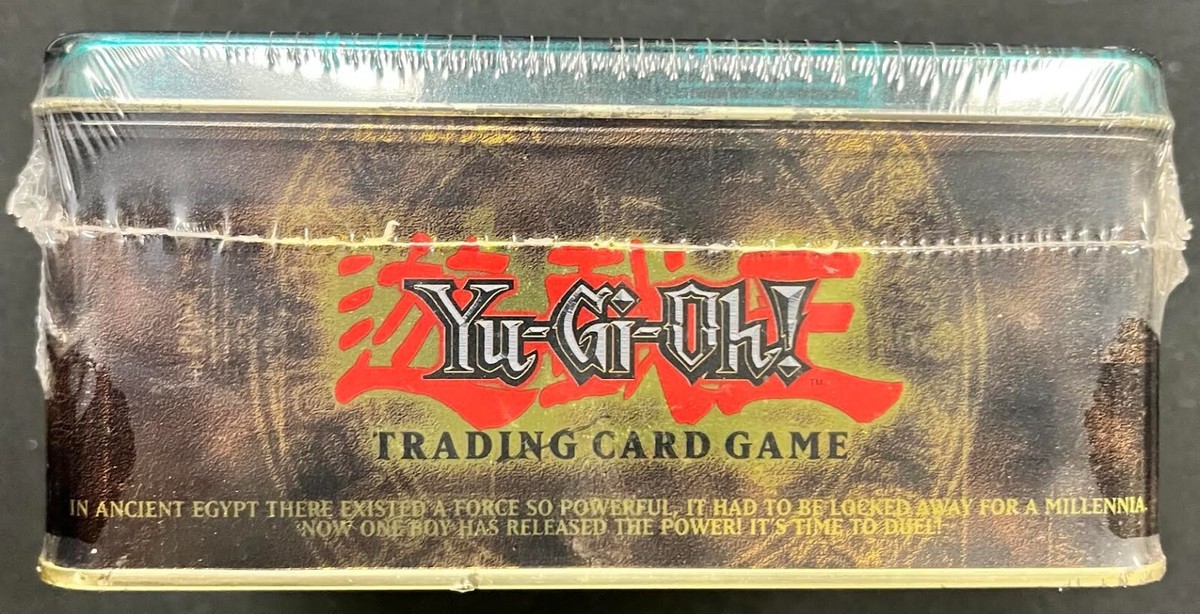 遊戯王
Yu-Gi-Oh!
TM
TRADING CARD GAME
IN ANCIENT EGYPT THERE EXISTED A FORCE SO POWERFUL, IT HAD TO BE LOCKED AWAY FOR A MILLENNIA.
NOW ONE BOY HAS RELEASED THE POWER! IT'S TIME TO DUEL!